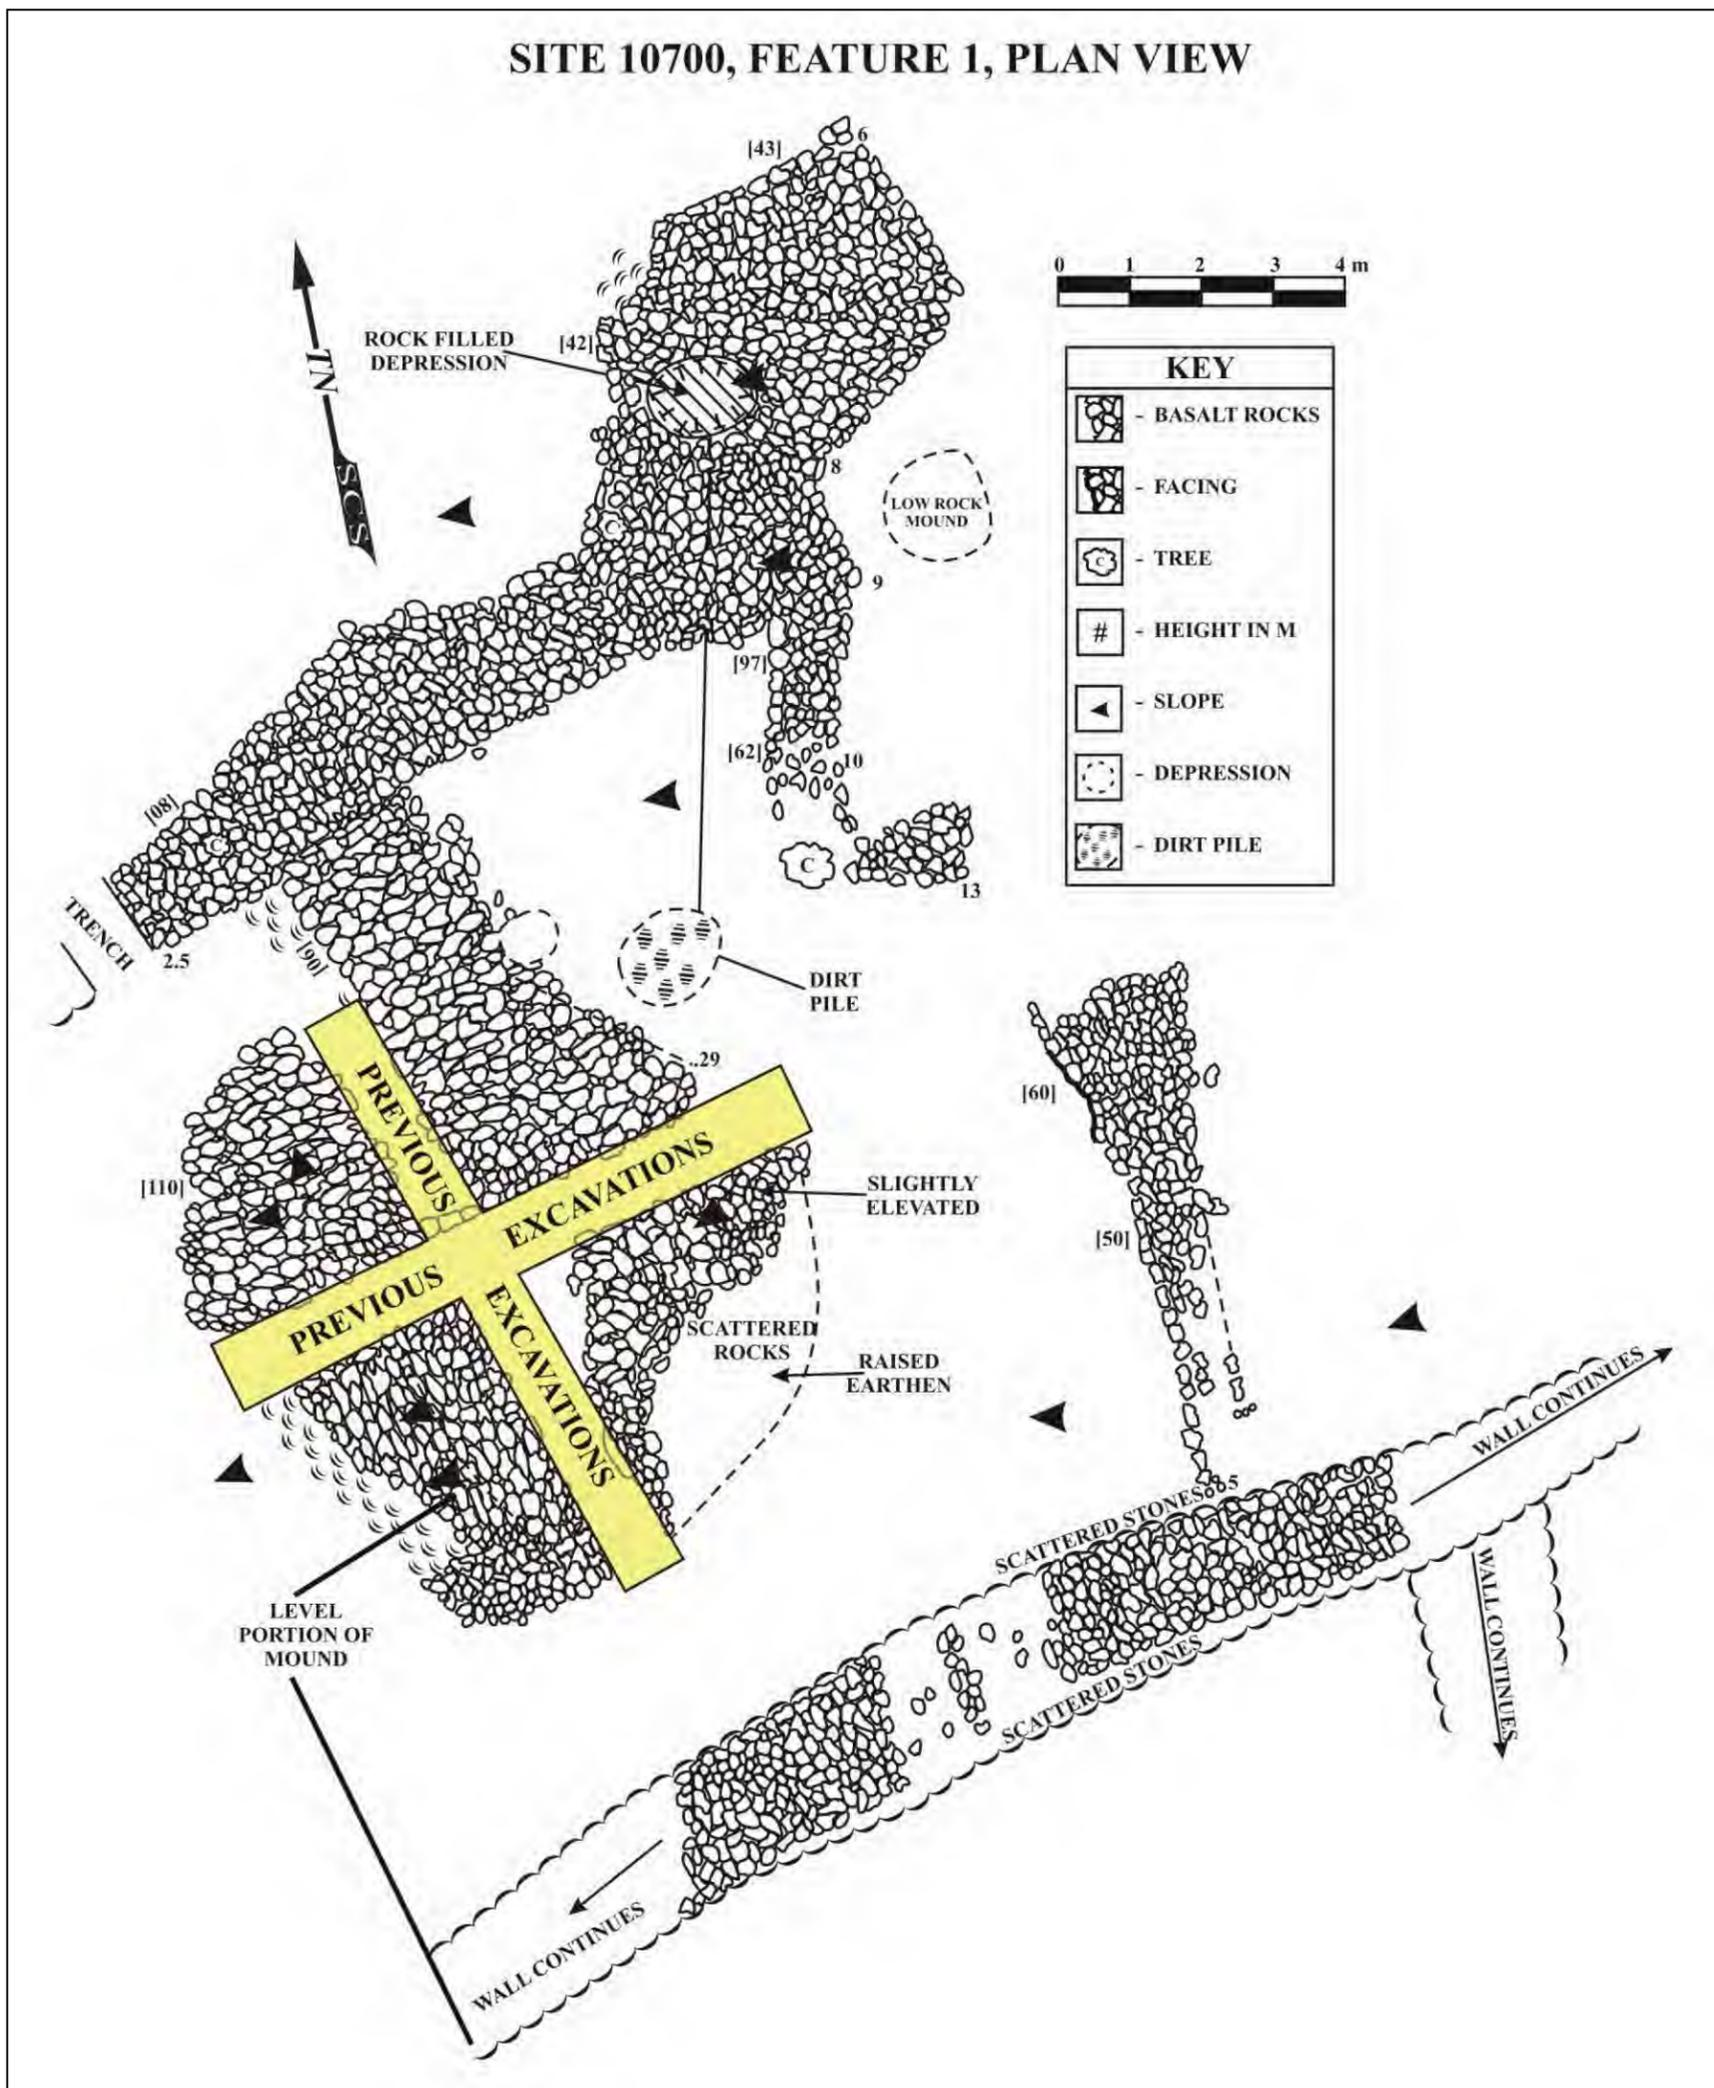 SITE 10700, FEATURE 1, PLAN VIEW
6
[43]
0 1 2 3 4 m
TN
SCS
ROCK FILLED
DEPRESSION
[42]
KEY
- BASALT ROCKS
- FACING
C - TREE
# - HEIGHT IN M
- SLOPE
- DEPRESSION
- DIRT PILE
8
LOW ROCK
MOUND
C
9
[97]
[62]
10
[08]
C
C
13
TRENCH
2.5
[90]
DIRT
PILE
..29
[60]
PREVIOUS
EXCAVATIONS
[110]
SLIGHTLY
ELEVATED
[50]
PREVIOUS
EXCAVATIONS
SCATTERED
ROCKS
RAISED
EARTHEN
WALL CONTINUES
SCATTERED STONES
5
LEVEL
PORTION OF
MOUND
WALL CONTINUES
SCATTERED STONES
WALL CONTINUES